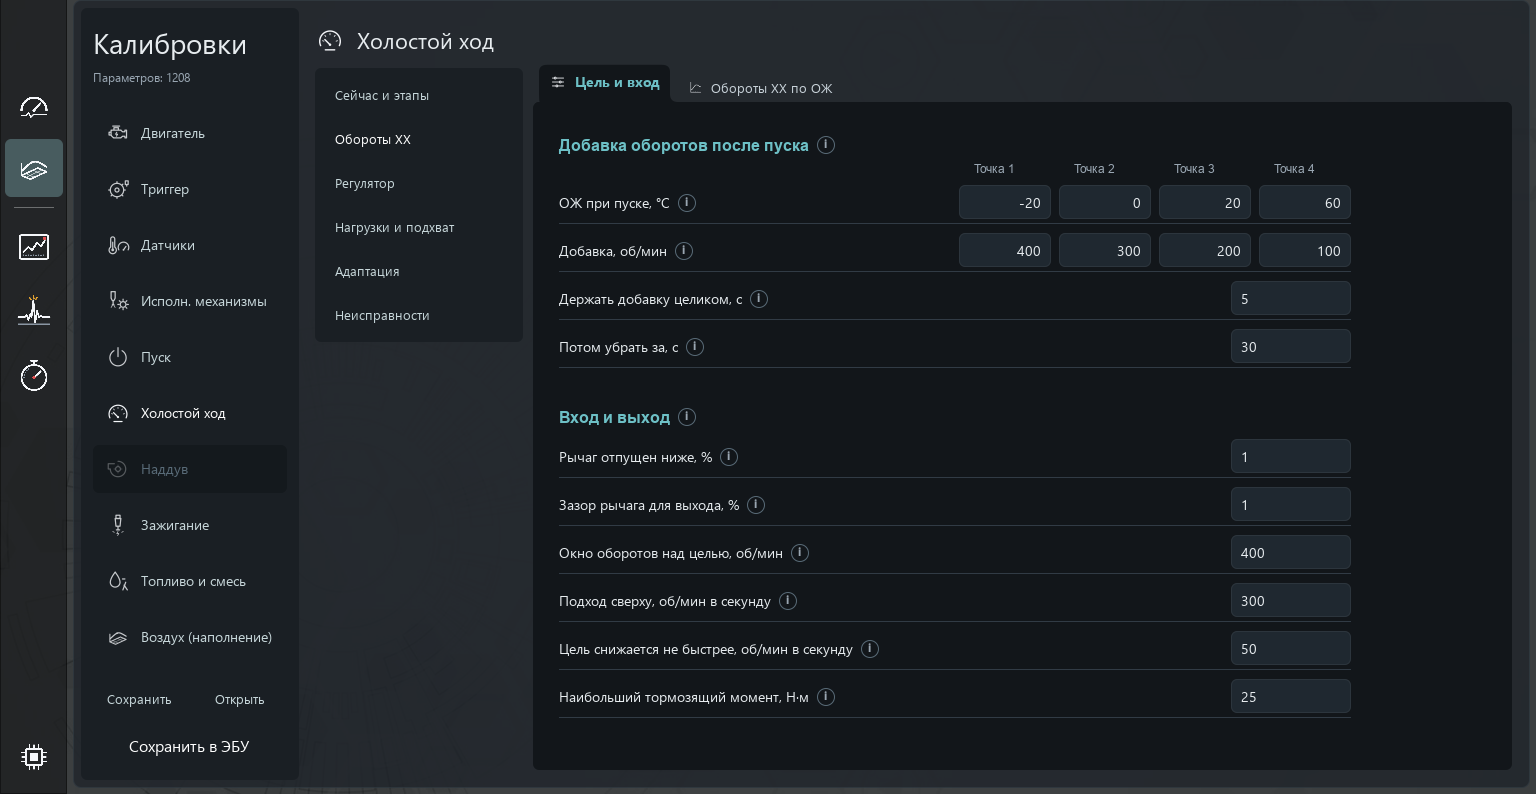 Калибровки
Параметров: 1208
Двигатель
Триггер
Датчики
Исполн. механизмы
Пуск
Холостой ход
Наддув
Зажигание
Топливо и смесь
Воздух (наполнение)
Сохранить Открыть
Сохранить в ЭБУ
Холостой ход
Сейчас и этапы
Обороты ХХ
Регулятор
Нагрузки и подхват
Адаптация
Неисправности
Цель и вход Обороты ХХ по ОЖ
Добавка оборотов после пуска i
Точка 1 Точка 2 Точка 3 Точка 4
ОЖ при пуске, °C i -20 0 20 60
Добавка, об/мин i 400 300 200 100
Держать добавку целиком, с i 5
Потом убрать за, с i 30
Вход и выход i
Рычаг отпущен ниже, % i 1
Зазор рычага для выхода, % i 1
Окно оборотов над целью, об/мин i 400
Подход сверху, об/мин в секунду i 300
Цель снижается не быстрее, об/мин в секунду i 50
Наибольший тормозящий момент, Н·м i 25